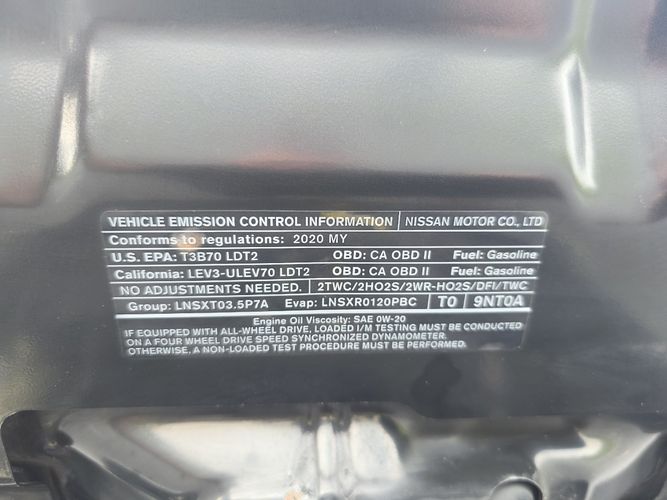 VEHICLE EMISSION CONTROL INFORMATION NISSAN MOTOR CO., LTD
Conforms to regulations: 2020 MY
U.S. EPA: T3B70 LDT2 OBD: CA OBD II Fuel: Gasoline
California: LEV3-ULEV70 LDT2 OBD: CA OBD II Fuel: Gasoline
NO ADJUSTMENTS NEEDED. 2TWC/2HO2S/2WR-HO2S/DFI/TWC
Group: LNSXT03.5P7A Evap: LNSXR0120PBC T0 9NT0A
Engine Oil Viscosity: SAE 0W-20
IF EQUIPPED WITH ALL-WHEEL DRIVE, LOADED I/M TESTING MUST BE CONDUCTED
ON A FOUR WHEEL DRIVE SPEED SYNCHRONIZED DYNAMOMETER.
OTHERWISE, A NON-LOADED TEST PROCEDURE MUST BE PERFORMED.